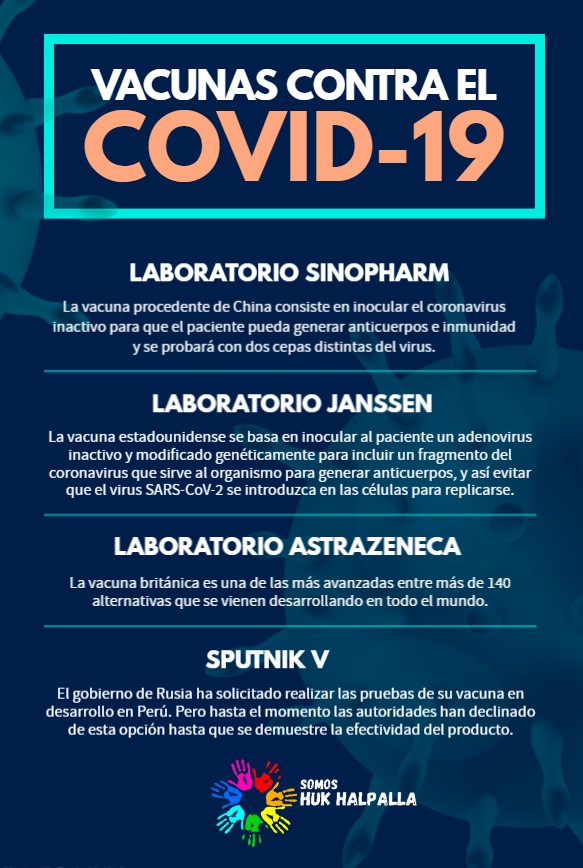 VACUNAS CONTRA EL
COVID-19
LABORATORIO SINOPHARM
La vacuna procedente de China consiste en inocular el coronavirus
inactivo para que el paciente pueda generar anticuerpos e inmunidad
y se probará con dos cepas distintas del virus.
LABORATORIO JANSSEN
La vacuna estadounidense se basa en inocular al paciente un adenovirus
inactivo y modificado genéticamente para incluir un fragmento del
coronavirus que sirve al organismo para generar anticuerpos, y así evitar
que el virus SARS-CoV-2 se introduzca en las células para replicarse.
LABORATORIO ASTRAZENECA
La vacuna británica es una de las más avanzadas entre más de 140
alternativas que se vienen desarrollando en todo el mundo.
SPUTNIK V
El gobierno de Rusia ha solicitado realizar las pruebas de su vacuna en
desarrollo en Perú. Pero hasta el momento las autoridades han declinado
de esta opción hasta que se demuestre la efectividad del producto.
SOMOS
HUK HALPALLA